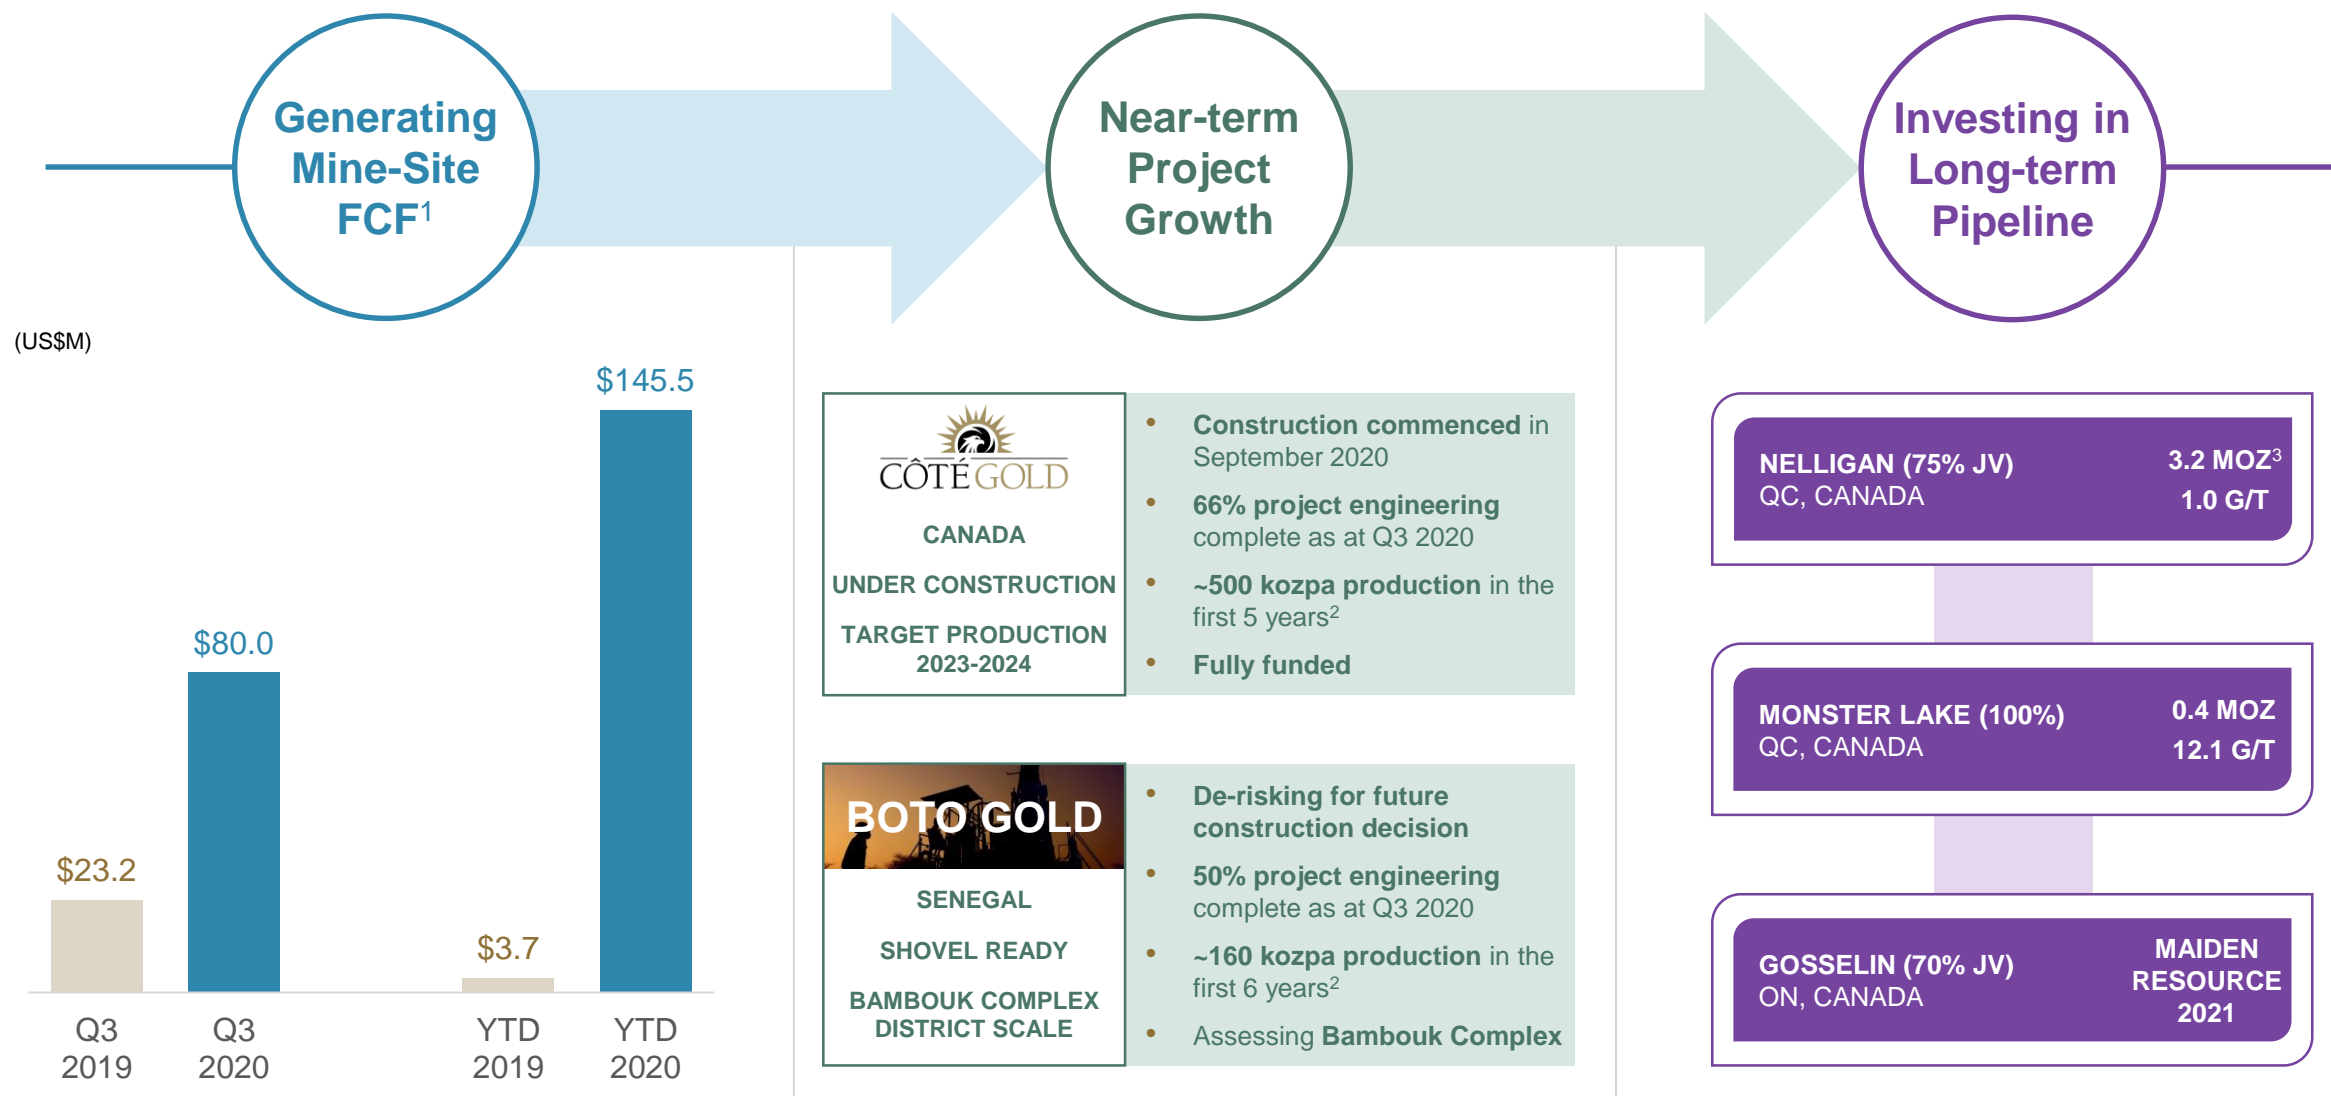 Generating
Mine-Site
FCF1
Near-term
Project
Growth
Investing in
Long-term
Pipeline
(US$M)
$23.2
$80.0
$3.7
$145.5
Q3
2019
Q3
2020
YTD
2019
YTD
2020
CÔTÉ GOLD
CANADA
UNDER CONSTRUCTION
TARGET PRODUCTION
2023-2024
• Construction commenced in
September 2020
• 66% project engineering
complete as at Q3 2020
• ~500 kozpa production in the
first 5 years2
• Fully funded
BOTO GOLD
SENEGAL
SHOVEL READY
BAMBOUK COMPLEX
DISTRICT SCALE
• De-risking for future
construction decision
• 50% project engineering
complete as at Q3 2020
• ~160 kozpa production in the
first 6 years2
• Assessing Bambouk Complex
NELLIGAN (75% JV)
QC, CANADA
3.2 MOZ3
1.0 G/T
MONSTER LAKE (100%)
QC, CANADA
0.4 MOZ
12.1 G/T
GOSSELIN (70% JV)
ON, CANADA
MAIDEN
RESOURCE
2021